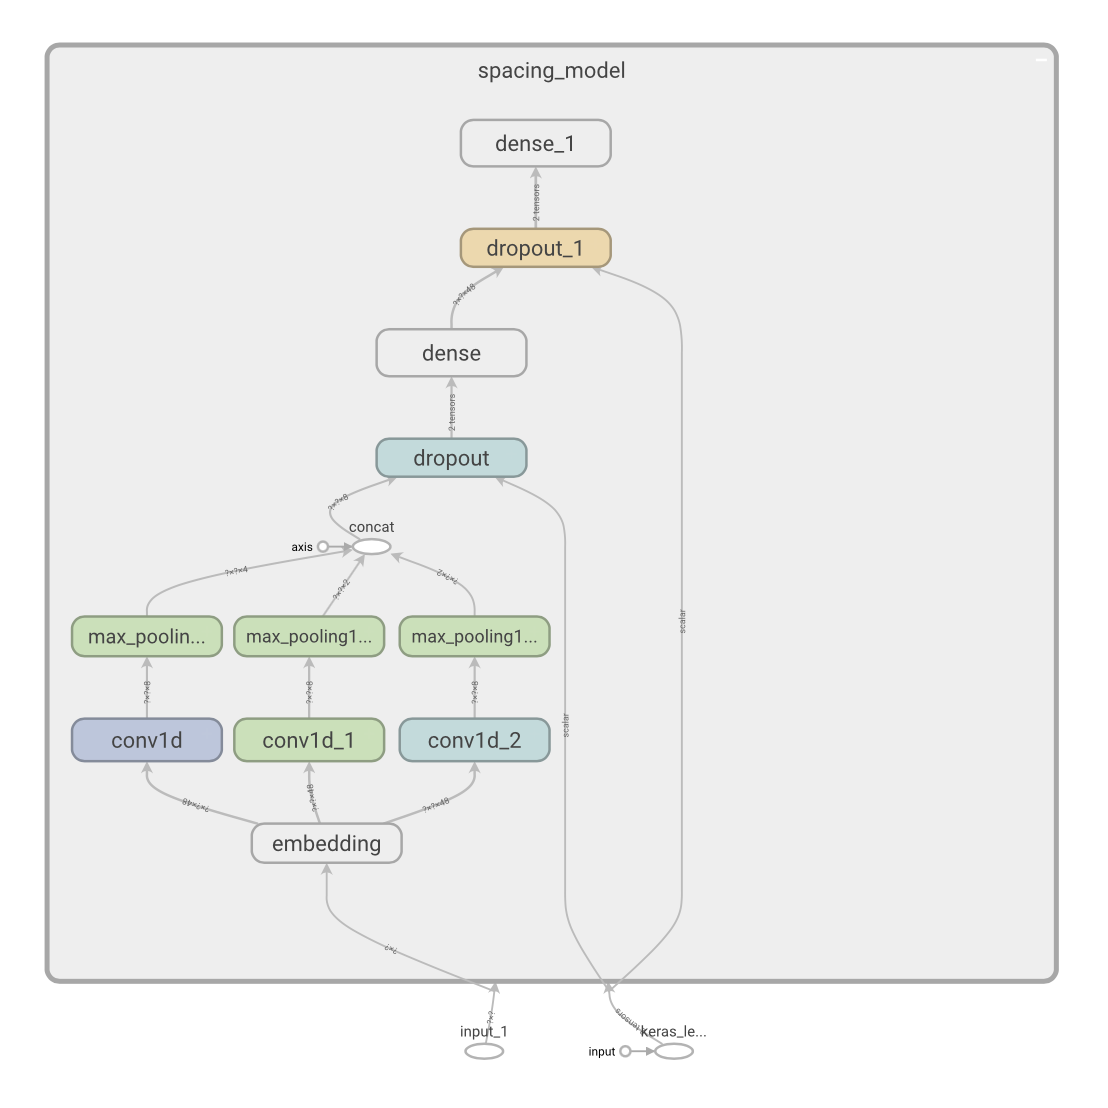 spacing_model
dense_1
2 tensors
dropout_1
?×?×48
dense
2 tensors
dropout
?×?×8
concat
axis
?×?×4
?×?×2
?×?×2
max_poolin...
max_pooling1...
max_pooling1...
scalar
?×?×8
?×?×8
?×?×8
scalar
conv1d
conv1d_1
conv1d_2
?×?×48
?×?×48
?×?×48
embedding
?×?
?×?
input_1
tensors
keras_le...
input